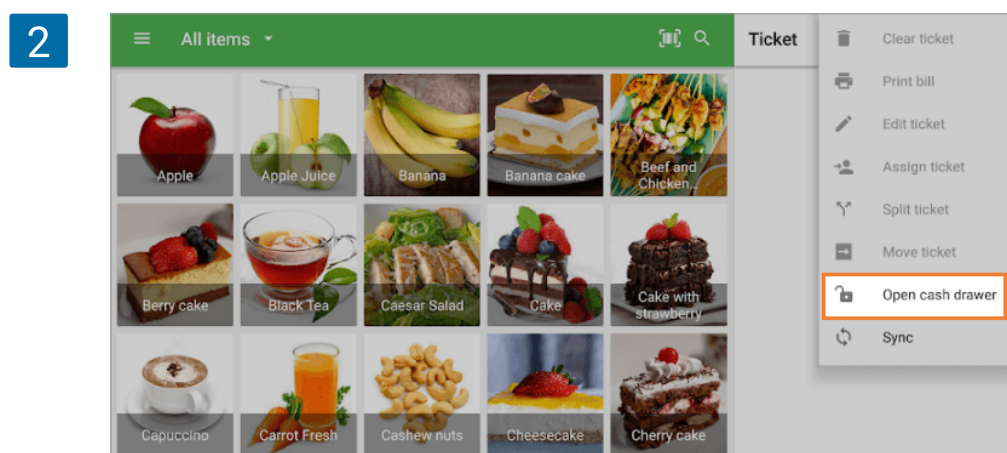 2
All items
Ticket
Clear ticket
Print bill
Edit ticket
Assign ticket
Split ticket
Move ticket
Open cash drawer
Sync
Apple
Apple Juice
Banana
Banana cake
Beef and
Chicken...
Berry cake
Black Tea
Caesar Salad
Cake
Cake with
strawberry
Capuccino
Carrot Fresh
Cashew nuts
Cheesecake
Cherry cake